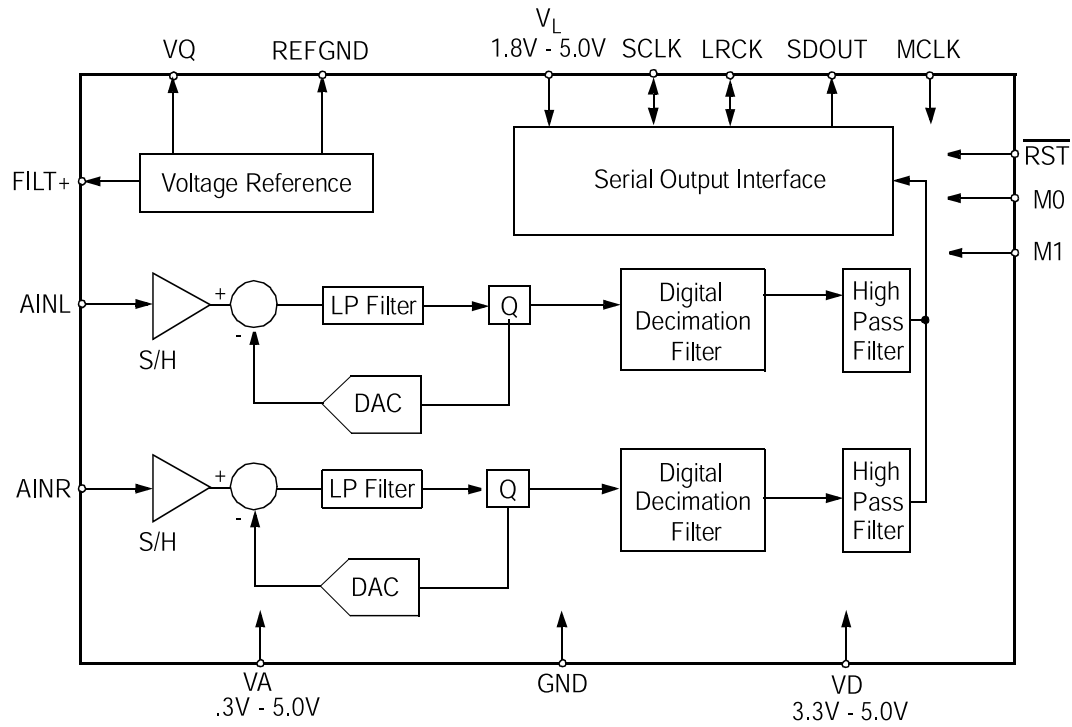 V_L
VQ
REFGND
1.8V - 5.0V
SCLK
LRCK
SDOUT
MCLK
RST
FILT+
Voltage Reference
Serial Output Interface
M0
M1
AINL
+
-
S/H
LP Filter
Q
DAC
Digital
Decimation
Filter
High
Pass
Filter
AINR
+
-
S/H
LP Filter
Q
DAC
Digital
Decimation
Filter
High
Pass
Filter
VA
.3V - 5.0V
GND
VD
3.3V - 5.0V